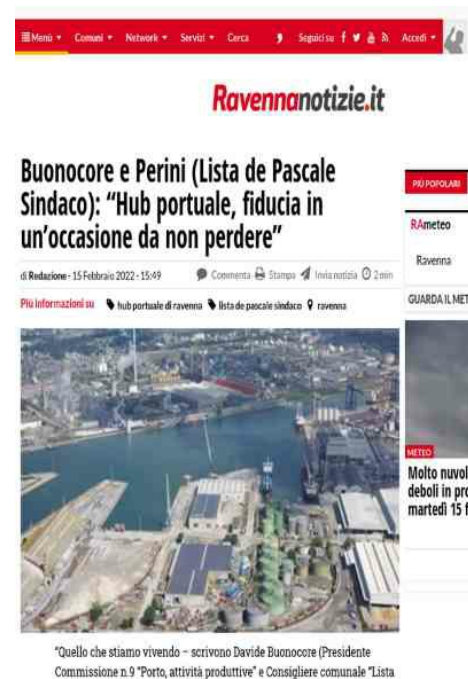 Menù Comuni Network Servizi Cerca Seguici su Accedi
Ravennanotizie.it
Buonocore e Perini (Lista de Pascale
Sindaco): “Hub portuale, fiducia in
un’occasione da non perdere”
di Redazione - 15 Febbraio 2022 - 15:49 Commenta Stampa Invia notizia 2 min
Più informazioni su hub portuale di ravenna lista de pascale sindaco ravenna
“Quello che stiamo vivendo – scrivono Davide Buonocore (Presidente
Commissione n.9 “Porto, attività produttive” e Consigliere comunale “Lista
PIÙ POPOLARI
RAmeteo
Ravenna
GUARDA IL MET
METEO
Molto nuvol
deboli in pro
martedì 15 f